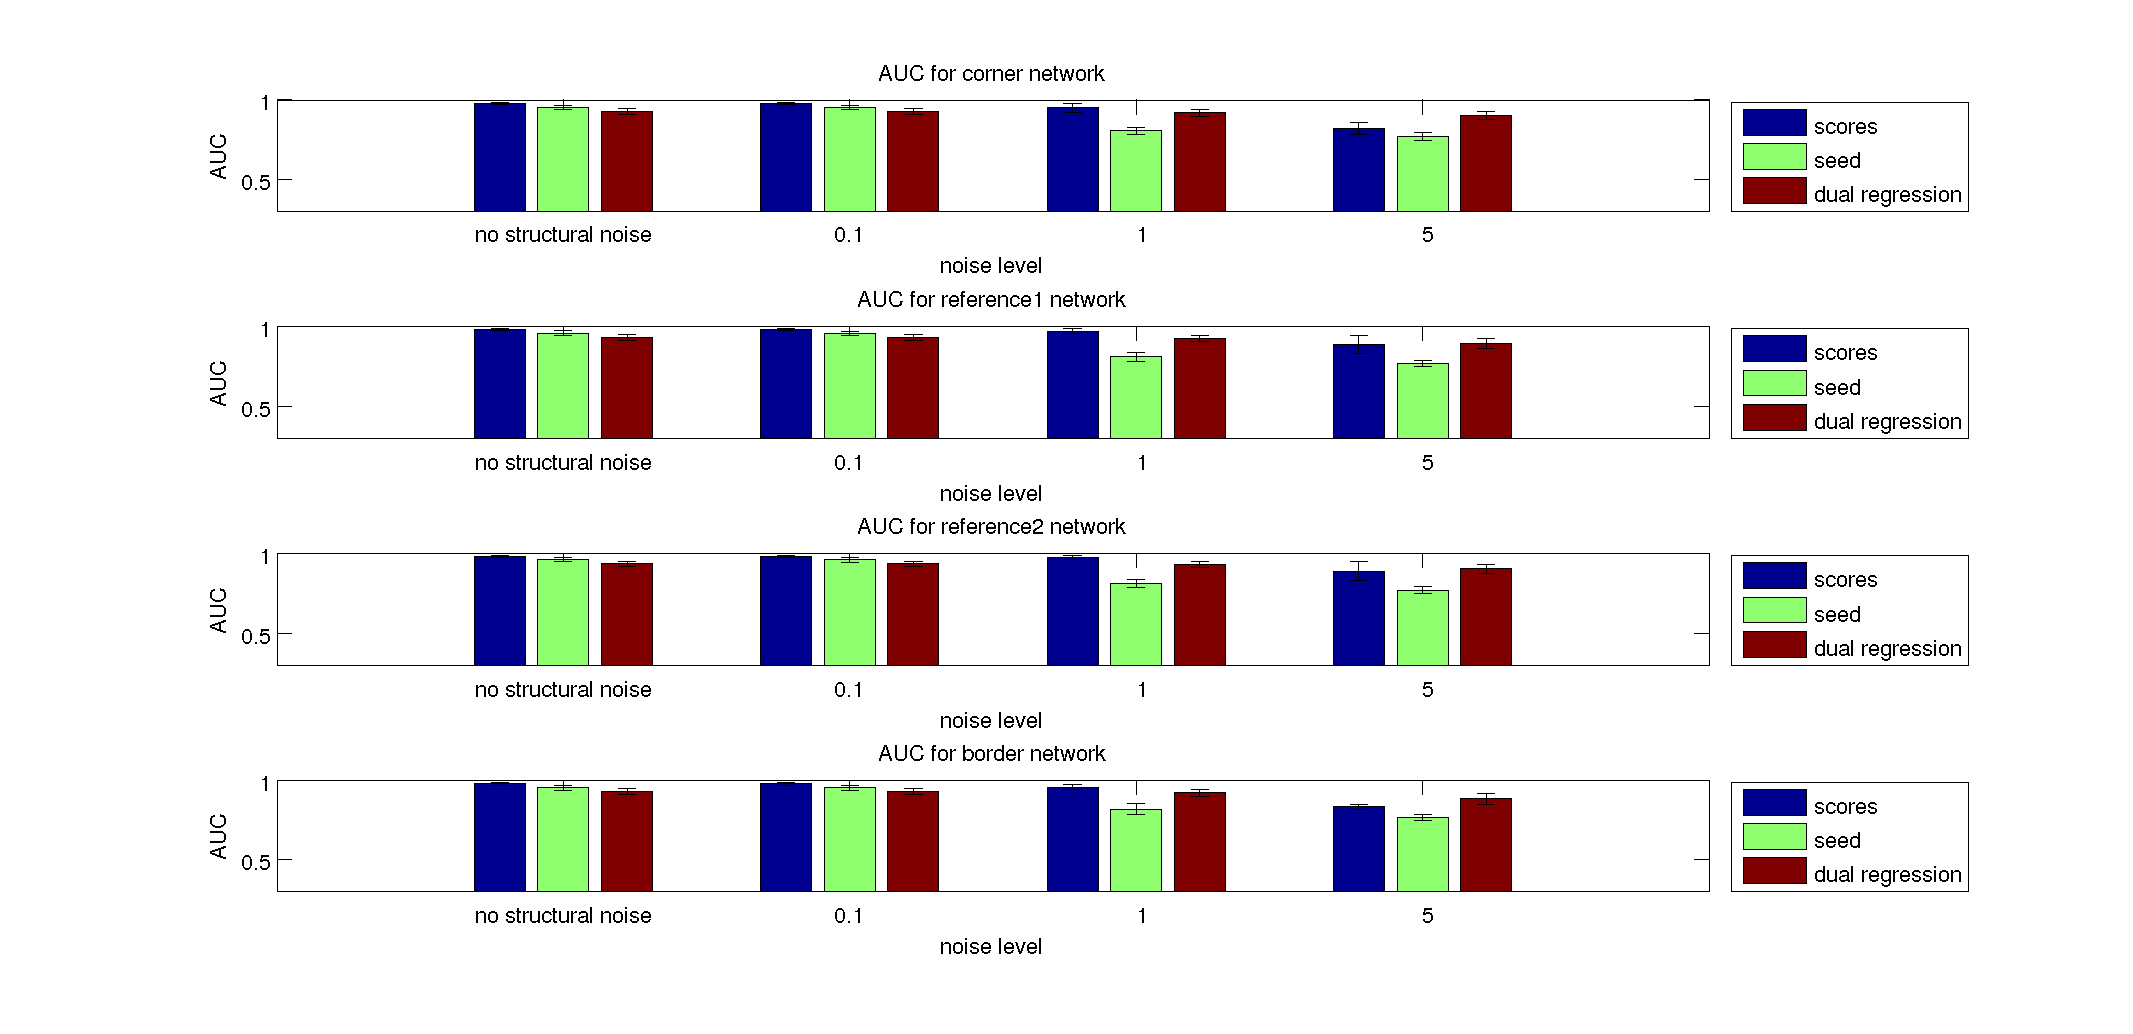 AUC for corner network
1
0.5
AUC
no structural noise 0.1 1 5
noise level
scores
seed
dual regression
AUC for reference1 network
1
0.5
AUC
no structural noise 0.1 1 5
noise level
scores
seed
dual regression
AUC for reference2 network
1
0.5
AUC
no structural noise 0.1 1 5
noise level
scores
seed
dual regression
AUC for border network
1
0.5
AUC
no structural noise 0.1 1 5
noise level
scores
seed
dual regression